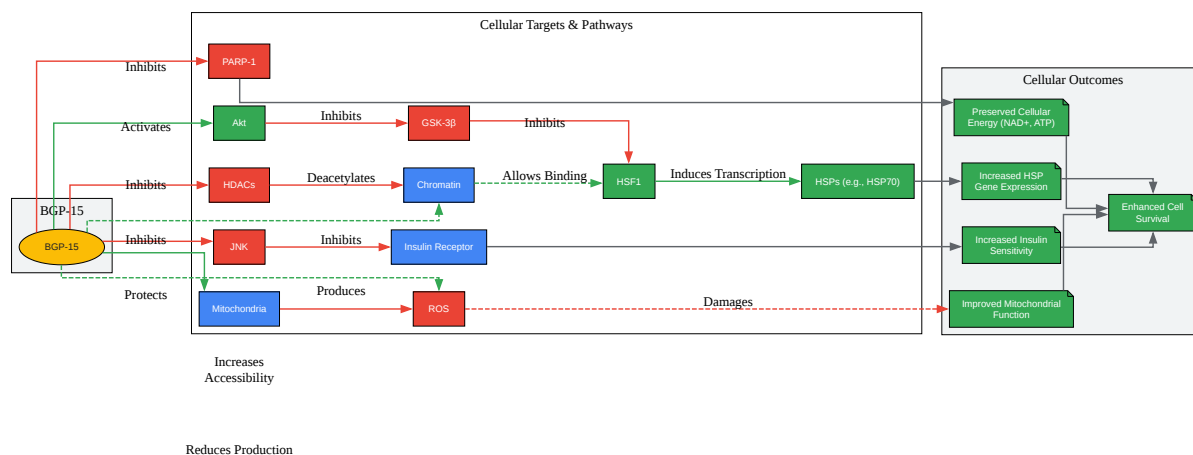 Cellular Targets & Pathways
Cellular Outcomes
PARP-1
Inhibits
Preserved Cellular
Energy (NAD+, ATP)
Akt
Activates
Inhibits
GSK-3β
Inhibits
HDACs
Inhibits
Deacetylates
Chromatin
Allows Binding
HSF1
Induces Transcription
HSPs (e.g., HSP70)
Increased HSP
Gene Expression
Enhanced Cell
Survival
BGP-15
BGP-15
Inhibits
JNK
Inhibits
Insulin Receptor
Increased Insulin
Sensitivity
Protects
Mitochondria
Produces
ROS
Damages
Improved Mitochondrial
Function
Increases
Accessibility
Reduces Production